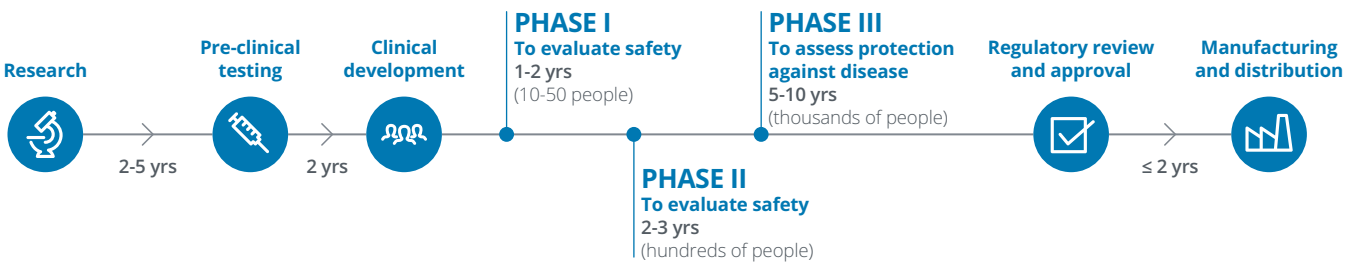 Research
2-5 yrs
Pre-clinical
testing
2 yrs
Clinical
development
PHASE I
To evaluate safety
1-2 yrs
(10-50 people)
PHASE II
To evaluate safety
2-3 yrs
(hundreds of people)
PHASE III
To assess protection
against disease
5-10 yrs
(thousands of people)
Regulatory review
and approval
≤ 2 yrs
Manufacturing
and distribution